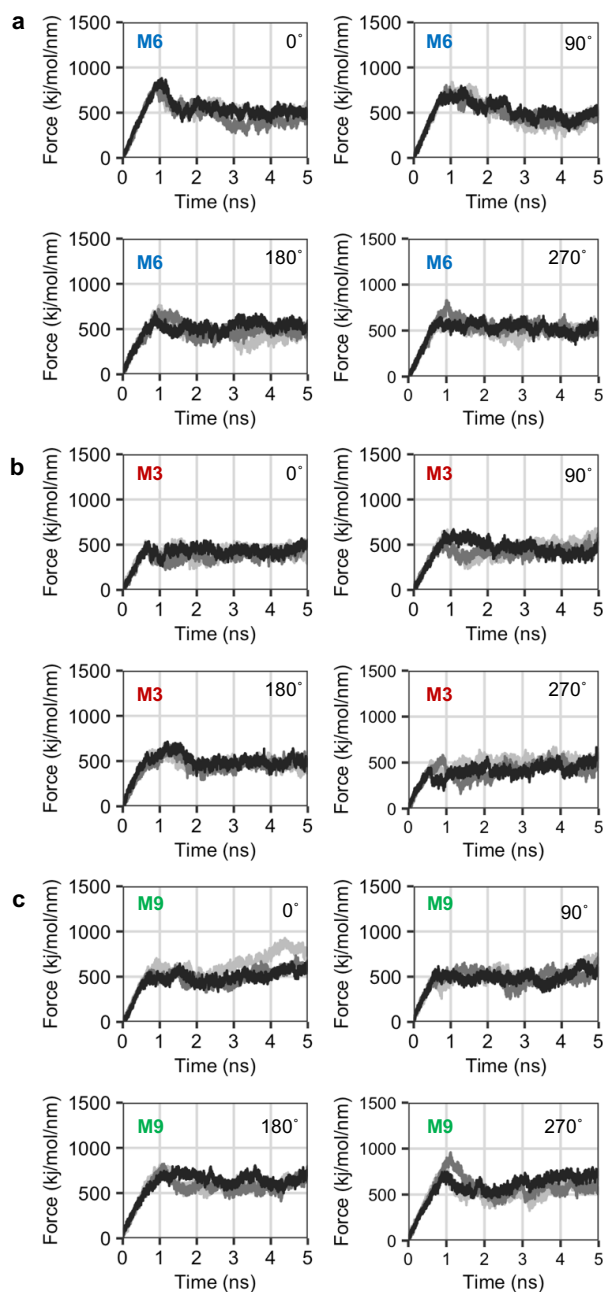 a
M6 0° M6 90°
Force (kj/mol/nm) Force (kj/mol/nm)
1500 1500
1000 1000
500 500
0 0
0 1 2 3 4 5 0 1 2 3 4 5
Time (ns) Time (ns)
M6 180° M6 270°
Force (kj/mol/nm) Force (kj/mol/nm)
1500 1500
1000 1000
500 500
0 0
0 1 2 3 4 5 0 1 2 3 4 5
Time (ns) Time (ns)
b
M3 0° M3 90°
Force (kj/mol/nm) Force (kj/mol/nm)
1500 1500
1000 1000
500 500
0 0
0 1 2 3 4 5 0 1 2 3 4 5
Time (ns) Time (ns)
M3 180° M3 270°
Force (kj/mol/nm) Force (kj/mol/nm)
1500 1500
1000 1000
500 500
0 0
0 1 2 3 4 5 0 1 2 3 4 5
Time (ns) Time (ns)
c
M9 0° M9 90°
Force (kj/mol/nm) Force (kj/mol/nm)
1500 1500
1000 1000
500 500
0 0
0 1 2 3 4 5 0 1 2 3 4 5
Time (ns) Time (ns)
M9 180° M9 270°
Force (kj/mol/nm) Force (kj/mol/nm)
1500 1500
1000 1000
500 500
0 0
0 1 2 3 4 5 0 1 2 3 4 5
Time (ns) Time (ns)